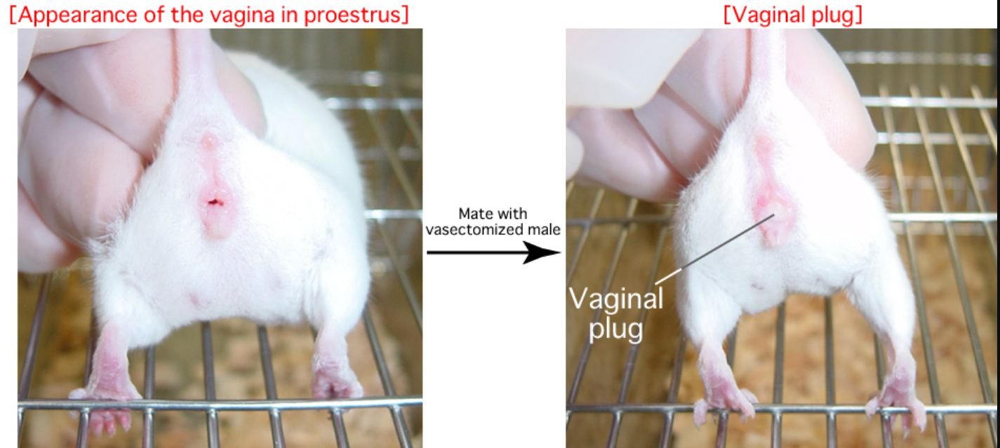 [Appearance of the vagina in proestrus]
[Vaginal plug]
Mate with
vasectomized male
Vaginal
plug